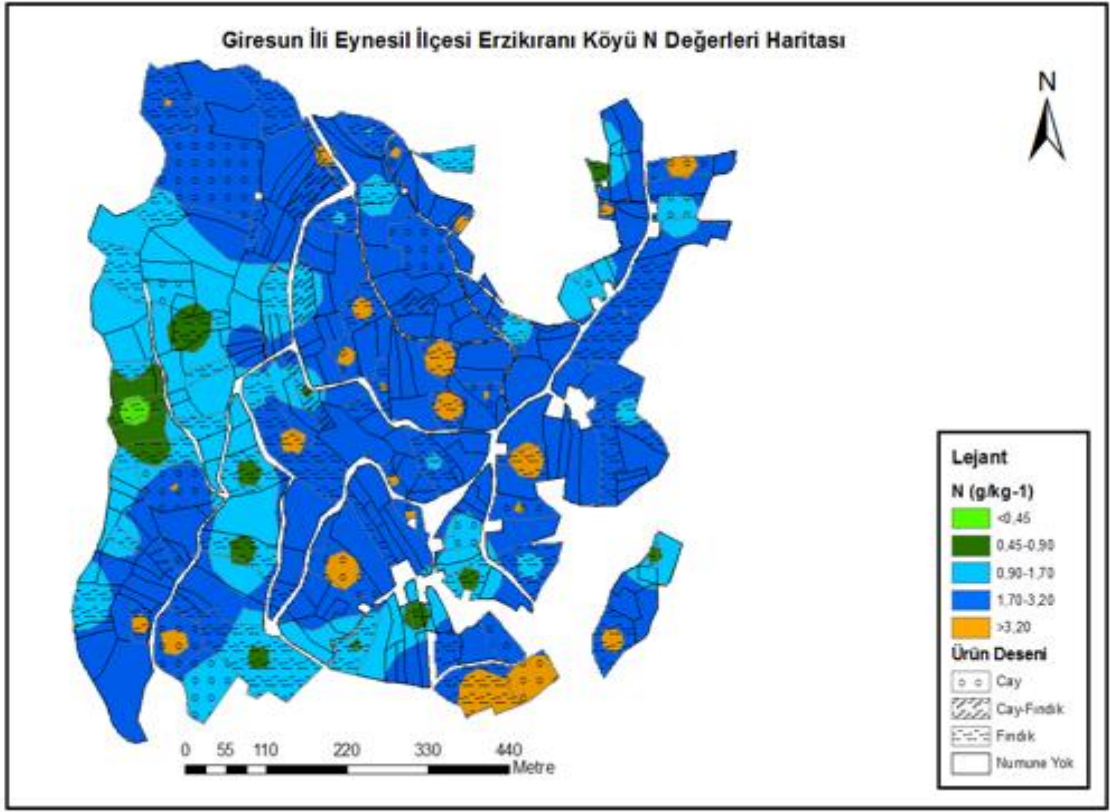 Giresun İli Eynesil İlçesi Erzikıranı Köyü N Değerleri Haritası
N
Lejant
N (g/kg-1)
<0,45
0,45-0,90
0,90-1,70
1,70-3,20
>3,20
Ürün Deseni
Cay
Cay-Fındık
Fındık
Numune Yok
0 55 110 220 330 440
Metre